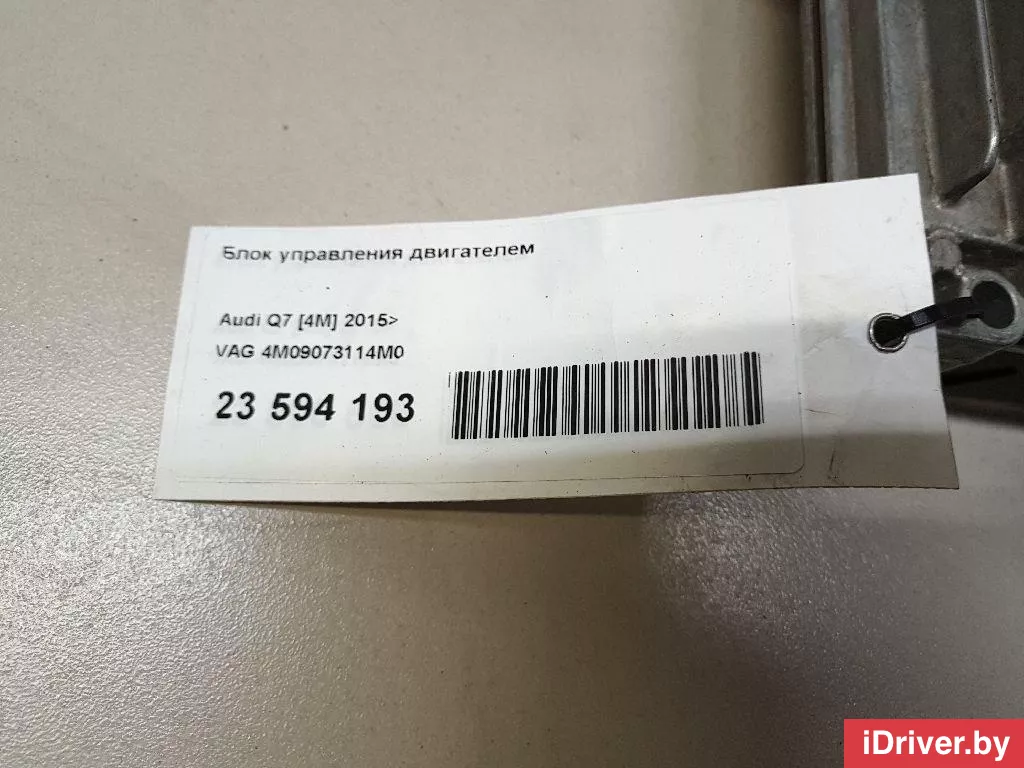 Блок управления двигателем
Audi Q7 [4M] 2015>
VAG 4M09073114M0
23 594 193
iDriver.by